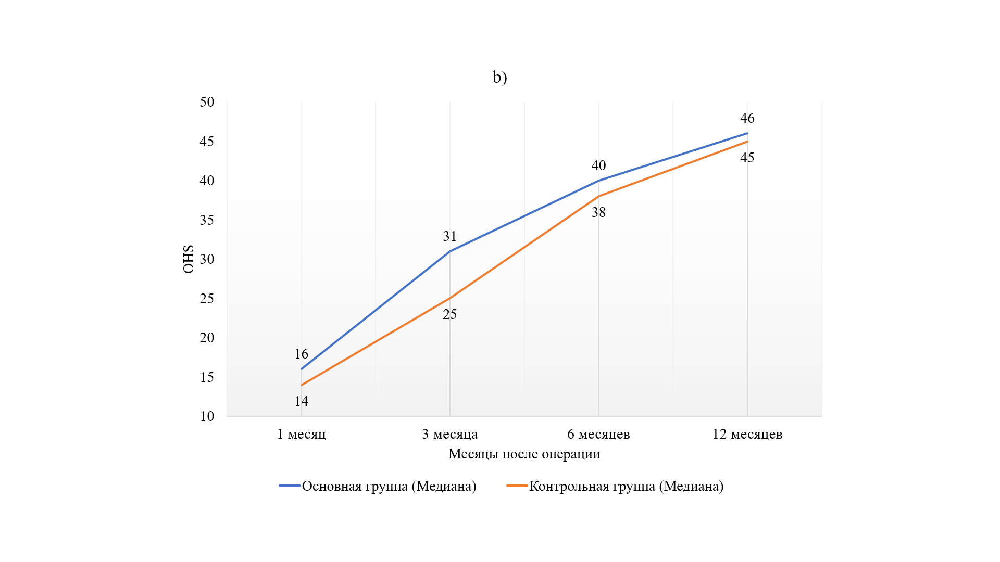 b)
50
45
40
35
30
25
20
15
10
OHS
16
31
40
46
14
25
38
45
1 месяц
3 месяца
6 месяцев
12 месяцев
Месяцы после операции
Основная группа (Медиана)
Контрольная группа (Медиана)